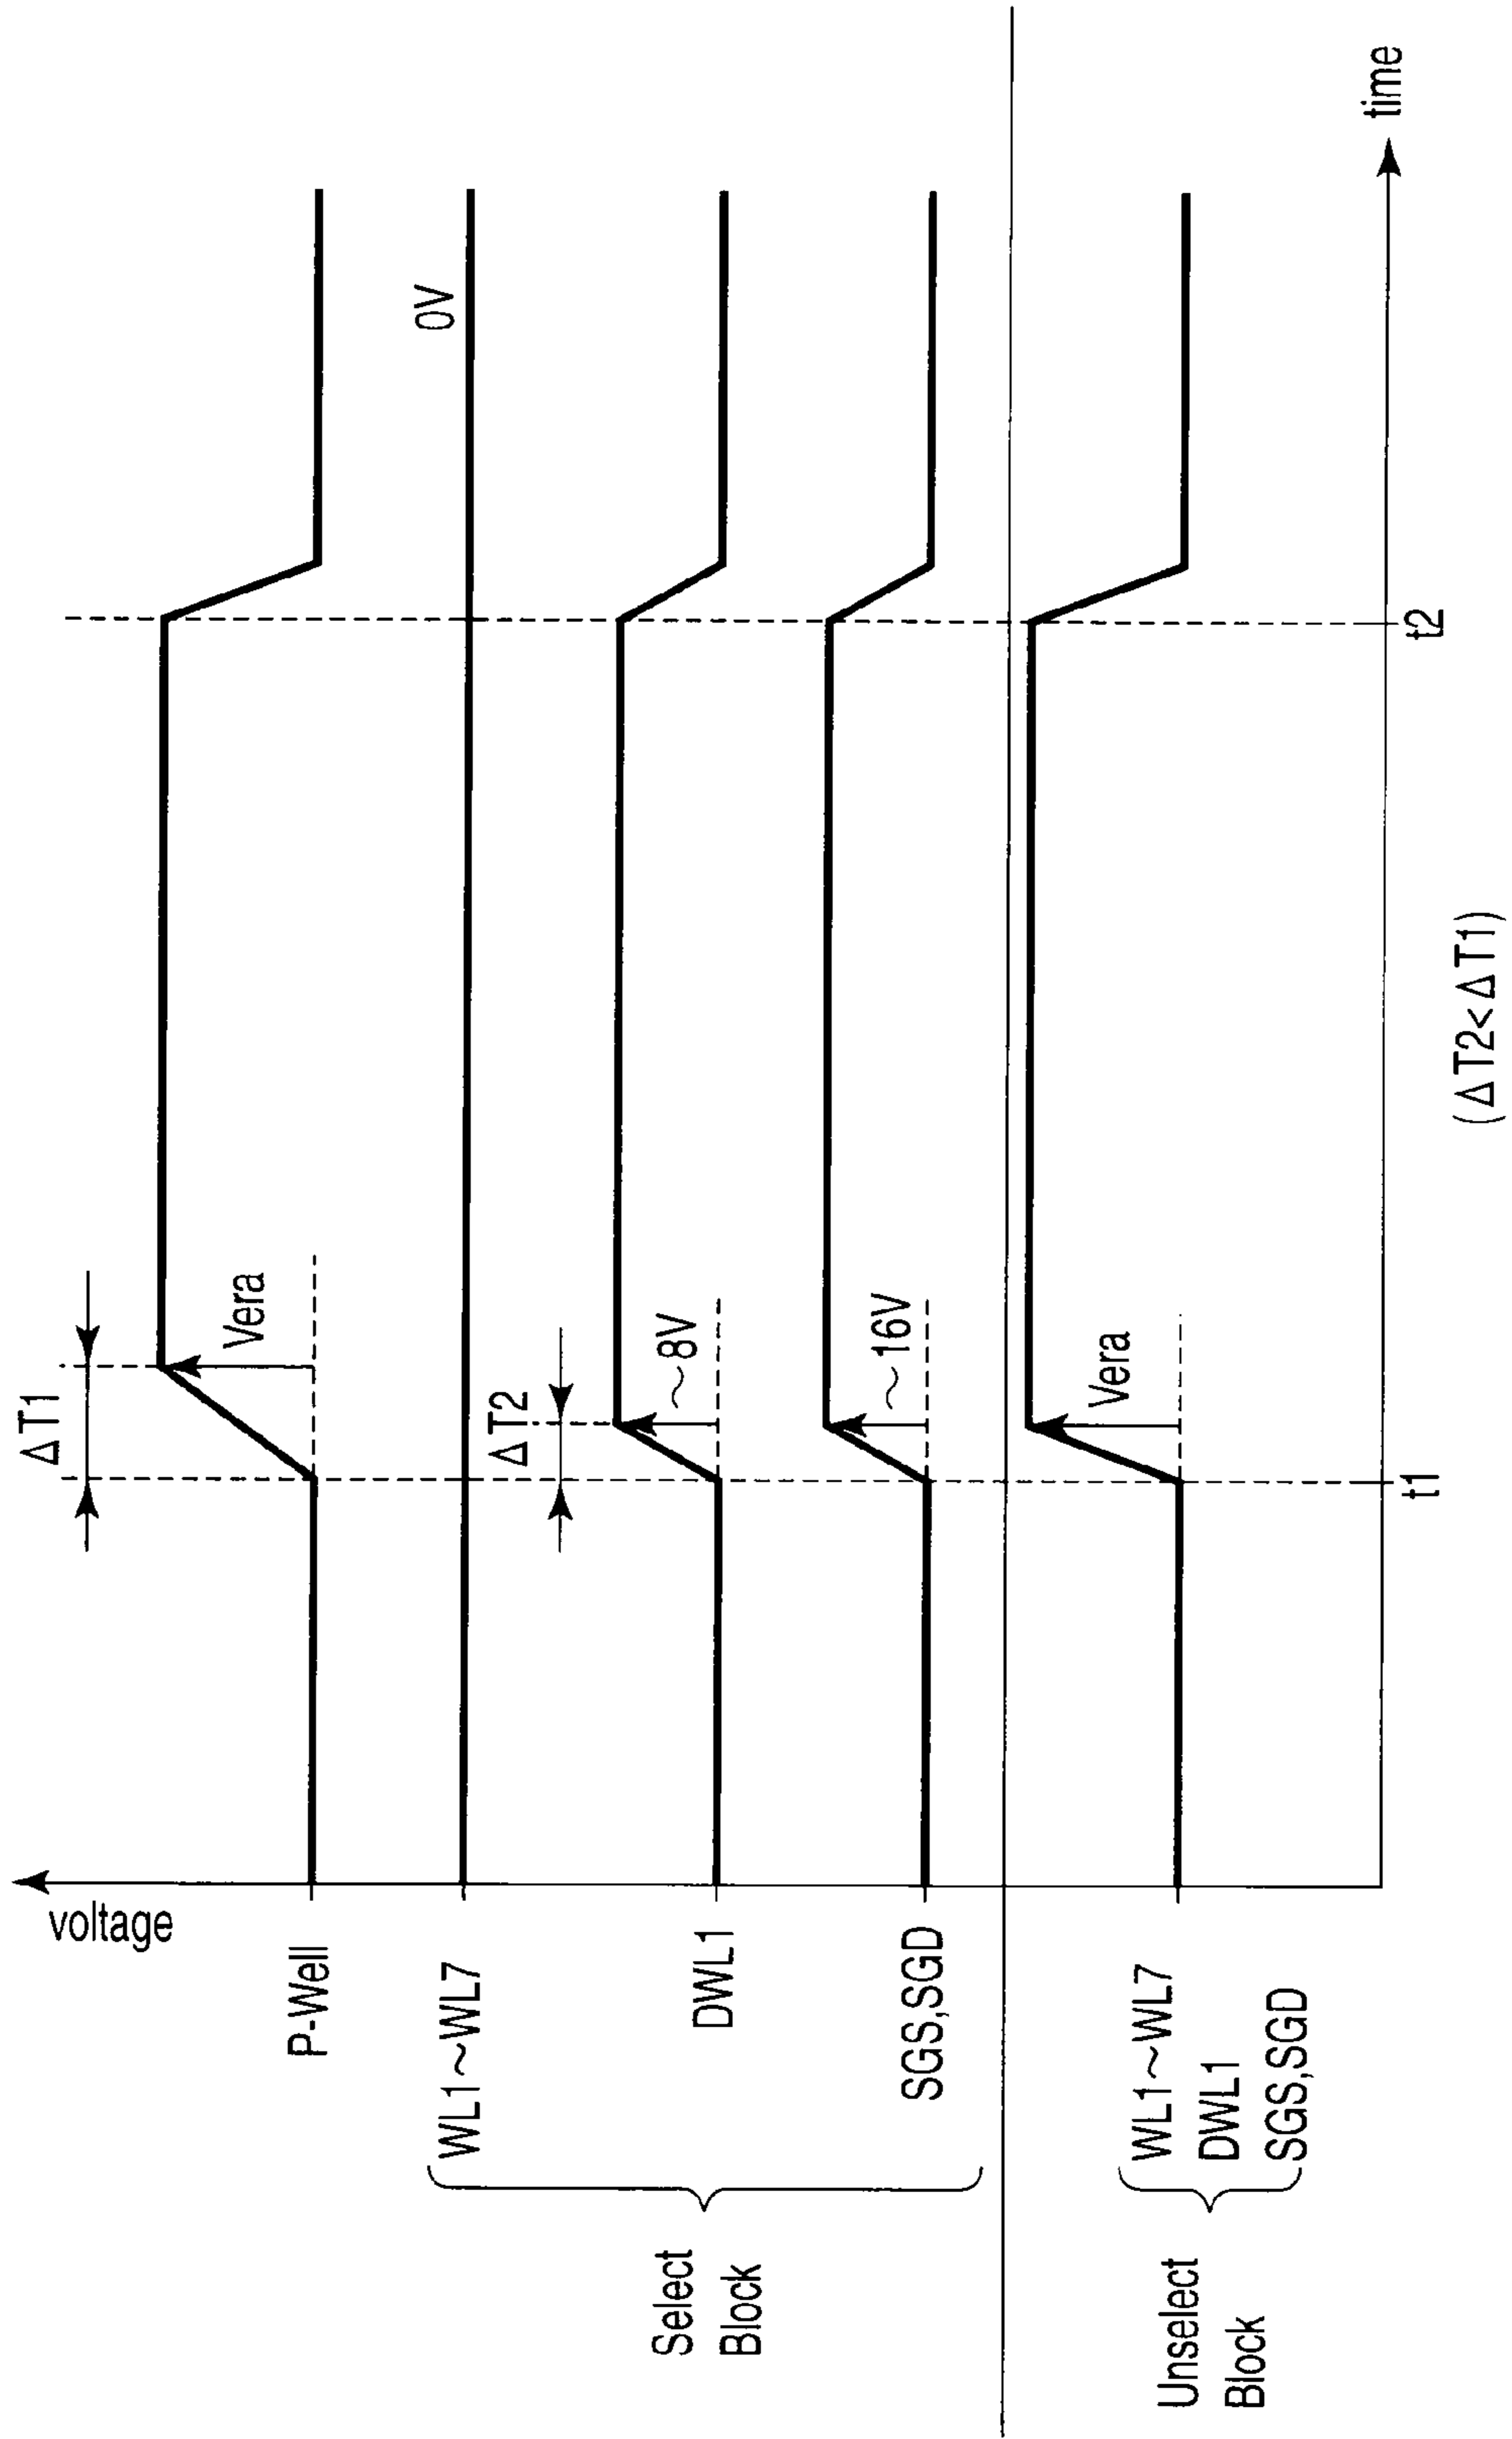 voltage
ΔT1
Vera
P-Well
0V
WL1～WL7
ΔT2
～8V
DWL1
～16V
SGS,SGD
Select
Block
Vera
WL1～WL7
DWL1
SGS,SGD
Unselect
Block
t1
t2
time
(ΔT2<ΔT1)